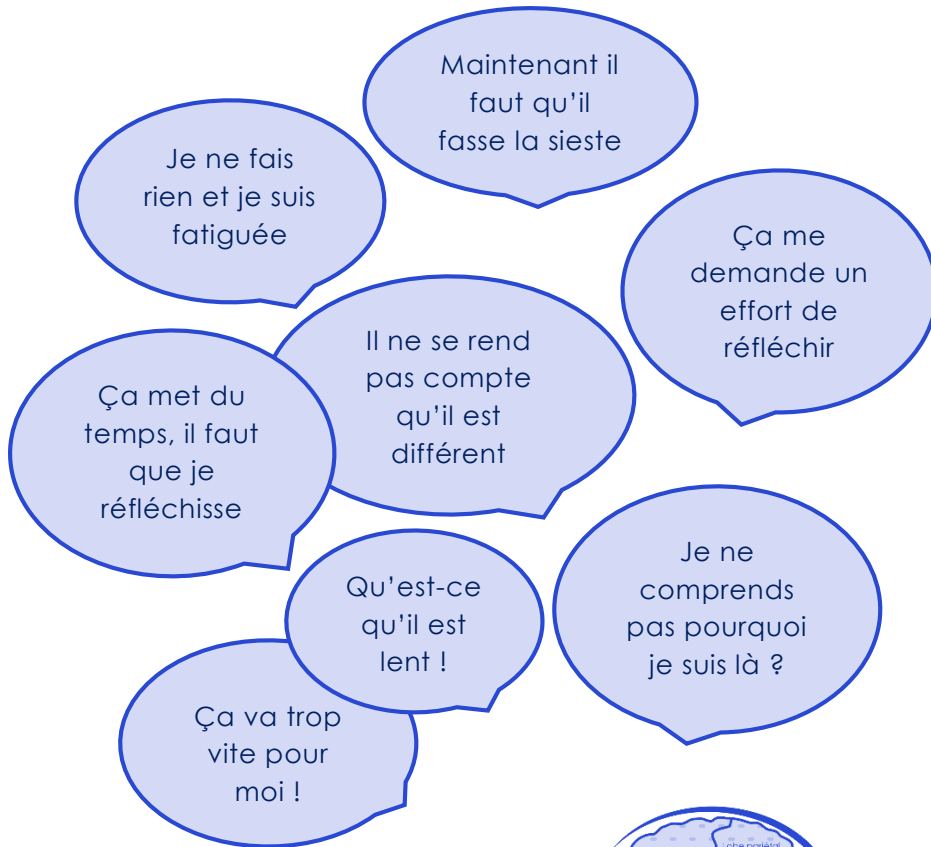 Maintenant il
faut qu’il
fasse la sieste
Je ne fais
rien et je suis
fatiguée
Ça me
demande un
effort de
réfléchir
Il ne se rend
pas compte
qu’il est
différent
Ça met du
temps, il faut
que je
réfléchisse
Qu’est-ce
qu’il est
lent !
Je ne
comprends
pas pourquoi
je suis là ?
Ça va trop
vite pour
moi !
pariétal